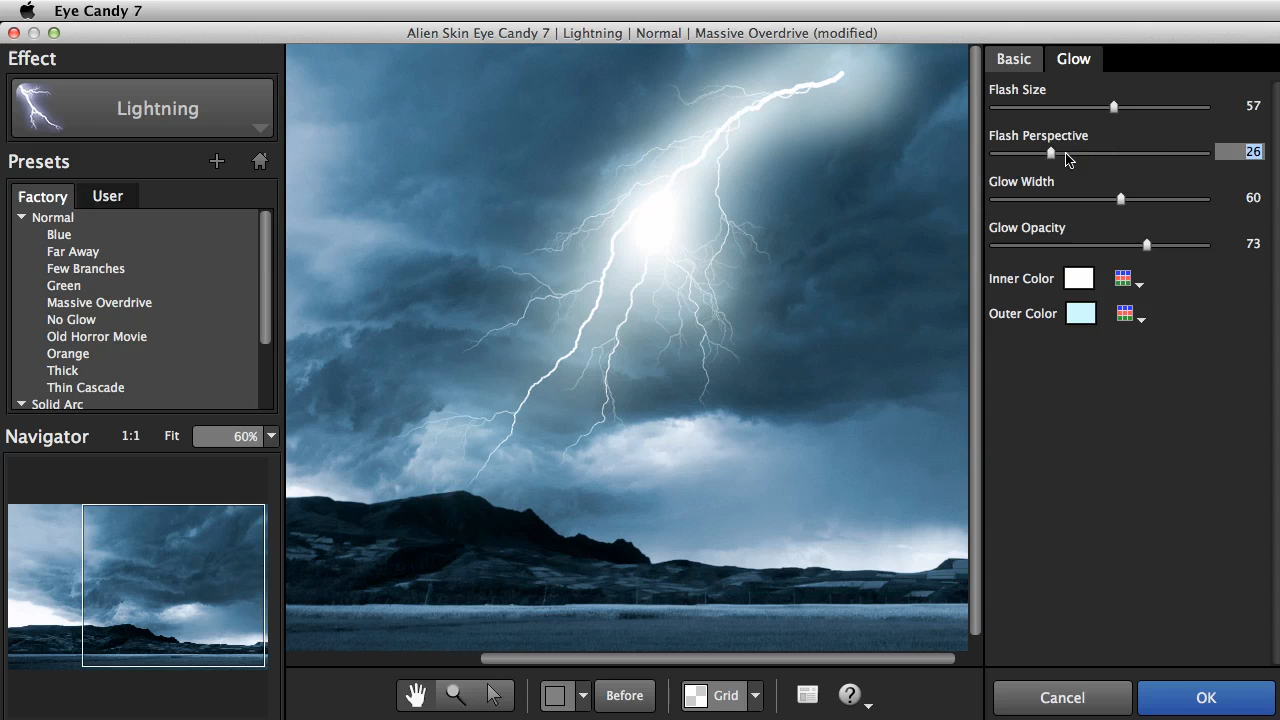 Eye Candy 7
Alien Skin Eye Candy 7 | Lightning | Normal | Massive Overdrive (modified)
Effect
Lightning
Presets
Factory
User
Normal
Blue
Far Away
Few Branches
Green
Massive Overdrive
No Glow
Old Horror Movie
Orange
Thick
Thin Cascade
Solid Arc
Navigator
1:1
Fit
60%
Before
Grid
?
Basic
Glow
Flash Size
57
Flash Perspective
26
Glow Width
60
Glow Opacity
73
Inner Color
Outer Color
Cancel
OK